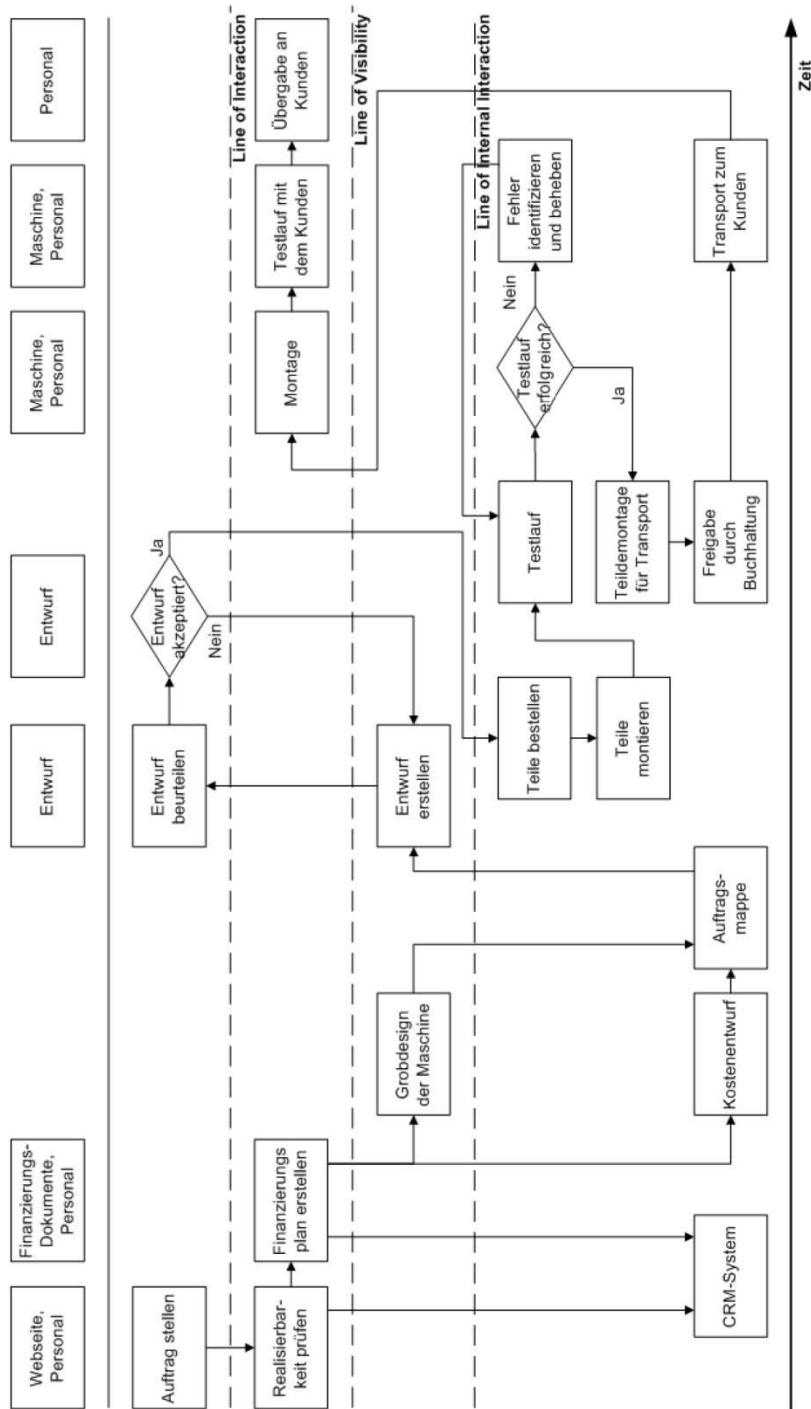 Webseite,
Personal
Finanzierungs-
Dokumente,
Personal
Entwurf
Entwurf
Maschine,
Personal
Maschine,
Personal
Personal
Auftrag stellen
Entwurf
beurteilen
Entwurf
akzeptiert?
Ja
Nein
Line of Interaction
Realisierbar-
keit prüfen
Finanzierungs
plan erstellen
Montage
Testlauf mit
dem Kunden
Übergabe an
Kunden
Line of Visibility
Grobdesign
der Maschine
Entwurf
erstellen
Line of Internal Interaction
Teile bestellen
Testlauf
Testlauf
erfolgreich?
Nein
Ja
Fehler
identifizieren
und beheben
Teile
montieren
Teildemontage
für Transport
CRM-System
Kostenentwurf
Auftrags-
mappe
Freigabe
durch
Buchhaltung
Transport zum
Kunden
Zeit